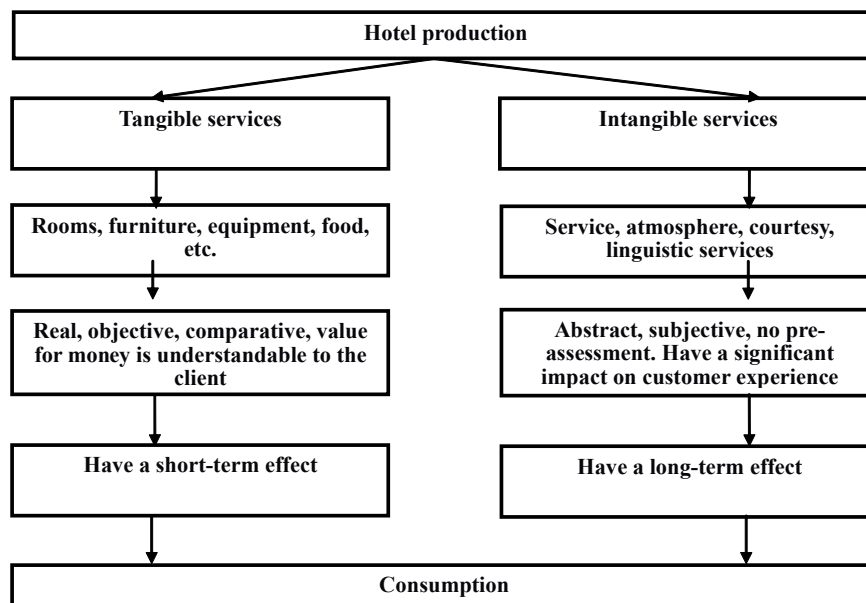 Hotel production
Tangible services
Intangible services
Rooms, furniture, equipment, food,
etc.
Service, atmosphere, courtesy,
linguistic services
Real, objective, comparative, value
for money is understandable to the
client
Abstract, subjective, no pre-
assessment. Have a significant
impact on customer experience
Have a short-term effect
Have a long-term effect
Consumption